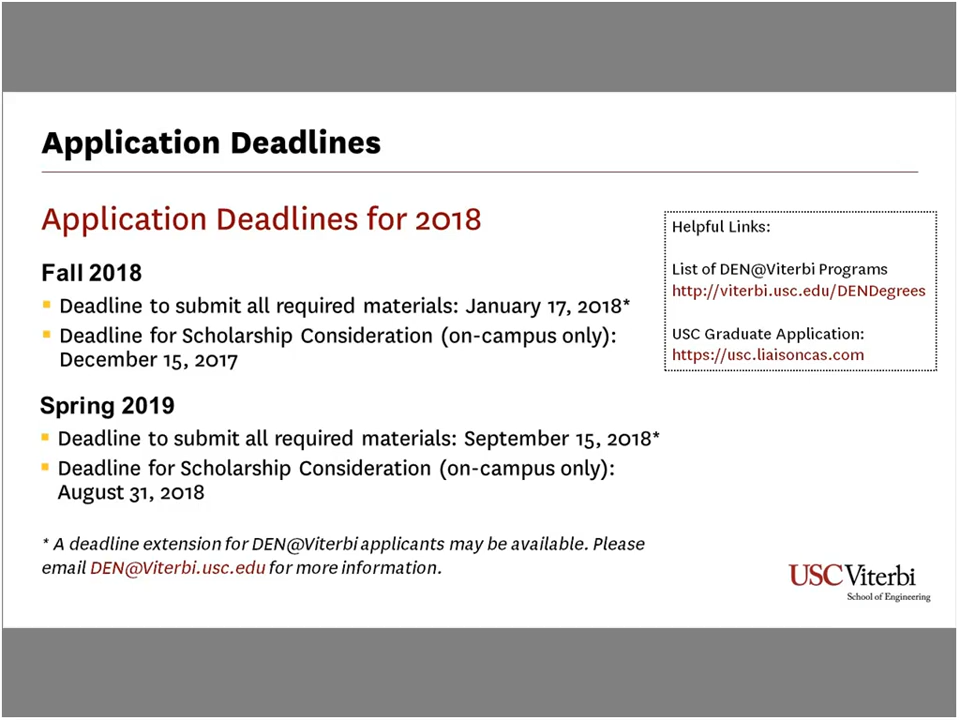 Application Deadlines
Application Deadlines for 2018
Fall 2018
Deadline to submit all required materials: January 17, 2018*
Deadline for Scholarship Consideration (on-campus only):
December 15, 2017
Spring 2019
Deadline to submit all required materials: September 15, 2018*
Deadline for Scholarship Consideration (on-campus only):
August 31, 2018
* A deadline extension for DEN@Viterbi applicants may be available. Please
email DEN@Viterbi.usc.edu for more information.
Helpful Links:
List of DEN@Viterbi Programs
http://viterbi.usc.edu/DENDegrees
USC Graduate Application:
https://usc.liaisoncas.com
USC Viterbi
School of Engineering